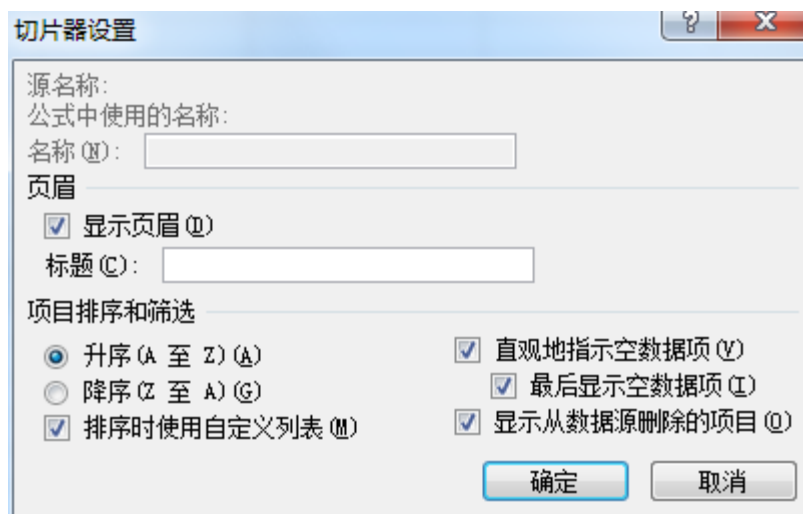 切片器设置
源名称:
公式中使用的名称:
名称(N):
页眉
显示页眉(D)
标题(C):
项目排序和筛选
升序(A 至 Z)(A)
降序(Z 至 A)(G)
排序时使用自定义列表(M)
直观地指示空数据项(V)
最后显示空数据项(I)
显示从数据源删除的项目(O)
确定
取消